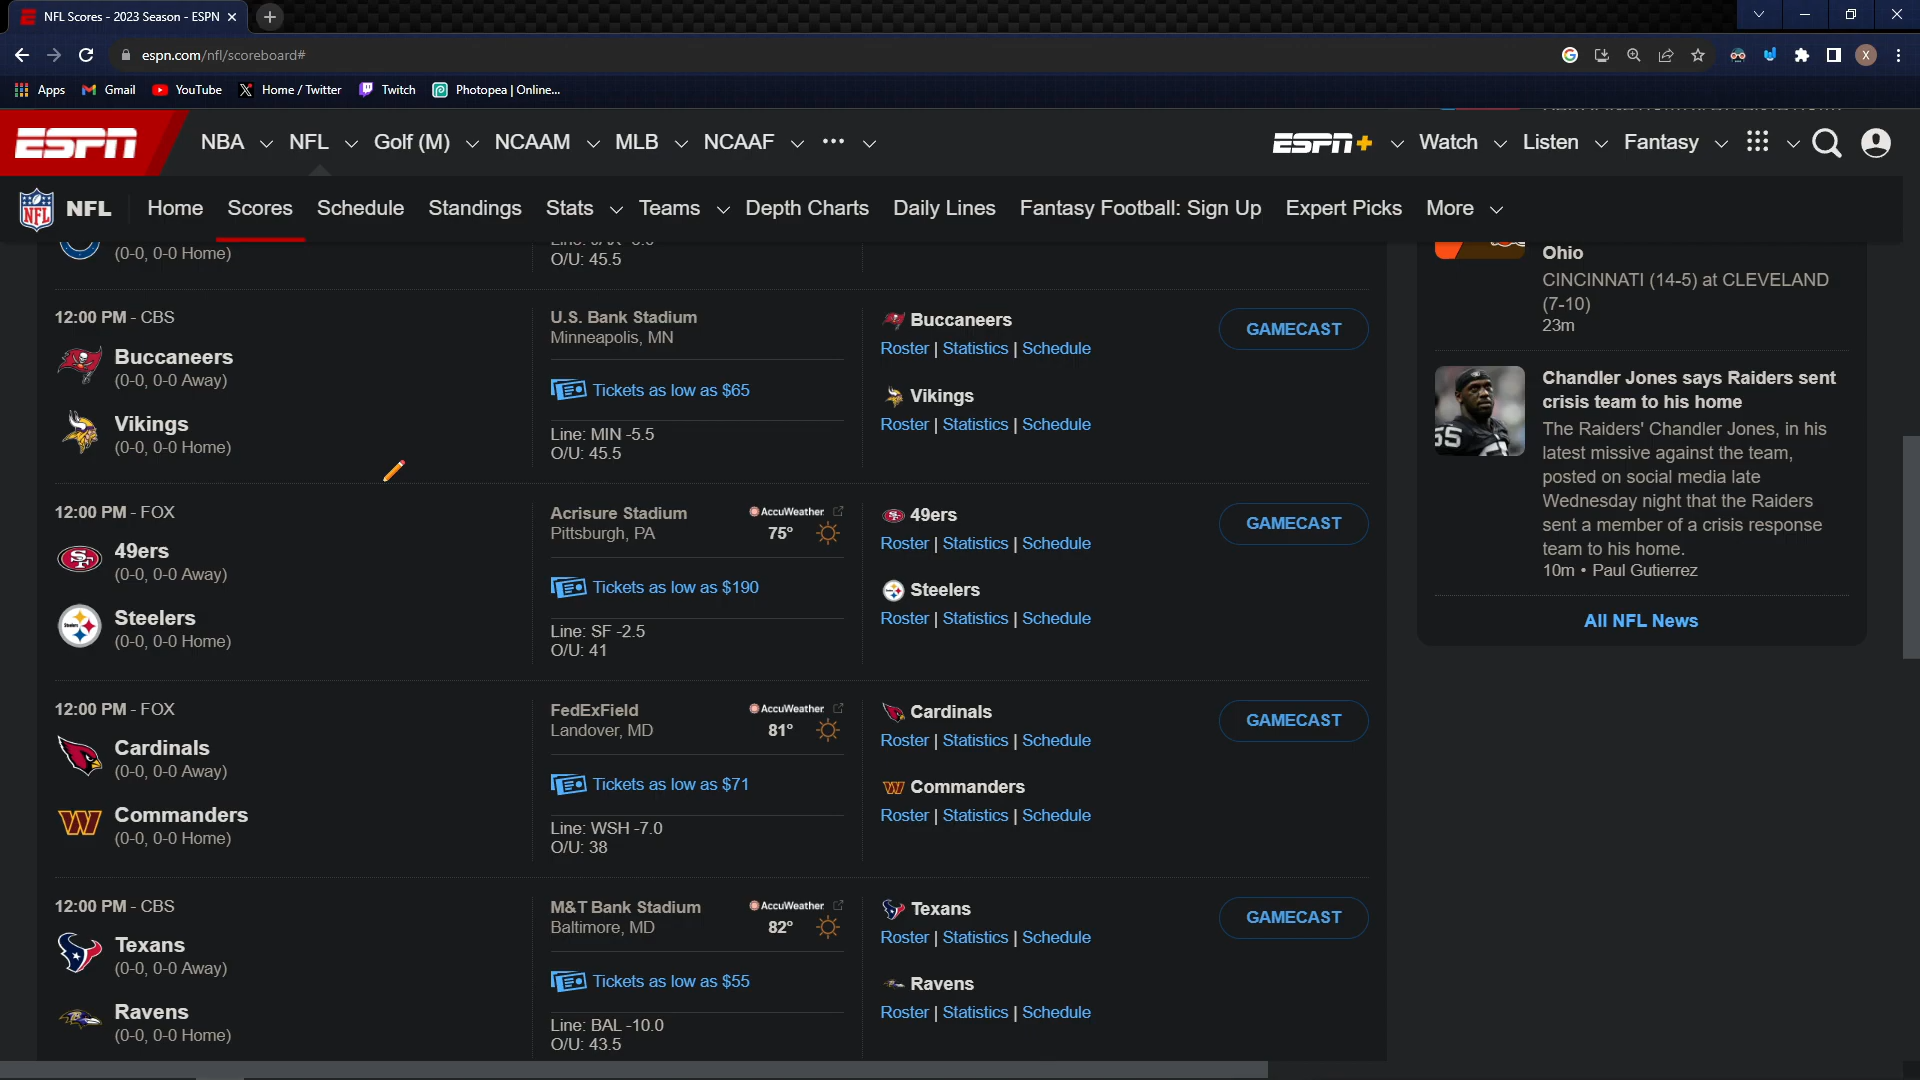 NFL Scores - 2023 Season - ESPN
espn.com/nfl/scoreboard#
X
Apps
Gmail
YouTube
Home / Twitter
Twitch
Photopea | Online...
ESPN
NBA
NFL
Golf (M)
NCAAM
MLB
NCAAF
ESPN+
Watch
Listen
Fantasy
NFL
Home
Scores
Schedule
Standings
Stats
Teams
Depth Charts
Daily Lines
Fantasy Football: Sign Up
Expert Picks
More
(0-0, 0-0 Home)
O/U: 45.5
12:00 PM - CBS
Buccaneers
(0-0, 0-0 Away)
Vikings
(0-0, 0-0 Home)
U.S. Bank Stadium
Minneapolis, MN
Tickets as low as $65
Line: MIN -5.5
O/U: 45.5
Buccaneers
Roster | Statistics | Schedule
Vikings
Roster | Statistics | Schedule
GAMECAST
12:00 PM - FOX
49ers
(0-0, 0-0 Away)
Steelers
(0-0, 0-0 Home)
Acrisure Stadium
Pittsburgh, PA
AccuWeather
75°
Tickets as low as $190
Line: SF -2.5
O/U: 41
49ers
Roster | Statistics | Schedule
Steelers
Roster | Statistics | Schedule
GAMECAST
12:00 PM - FOX
Cardinals
(0-0, 0-0 Away)
Commanders
(0-0, 0-0 Home)
FedExField
Landover, MD
AccuWeather
81°
Tickets as low as $71
Line: WSH -7.0
O/U: 38
Cardinals
Roster | Statistics | Schedule
Commanders
Roster | Statistics | Schedule
GAMECAST
12:00 PM - CBS
Texans
(0-0, 0-0 Away)
Ravens
(0-0, 0-0 Home)
M&T Bank Stadium
Baltimore, MD
AccuWeather
82°
Tickets as low as $55
Line: BAL -10.0
O/U: 43.5
Texans
Roster | Statistics | Schedule
Ravens
Roster | Statistics | Schedule
GAMECAST
Ohio
CINCINNATI (14-5) at CLEVELAND
(7-10)
23m
Chandler Jones says Raiders sent
crisis team to his home
The Raiders' Chandler Jones, in his
latest missive against the team,
posted on social media late
Wednesday night that the Raiders
sent a member of a crisis response
team to his home.
10m • Paul Gutierrez
All NFL News